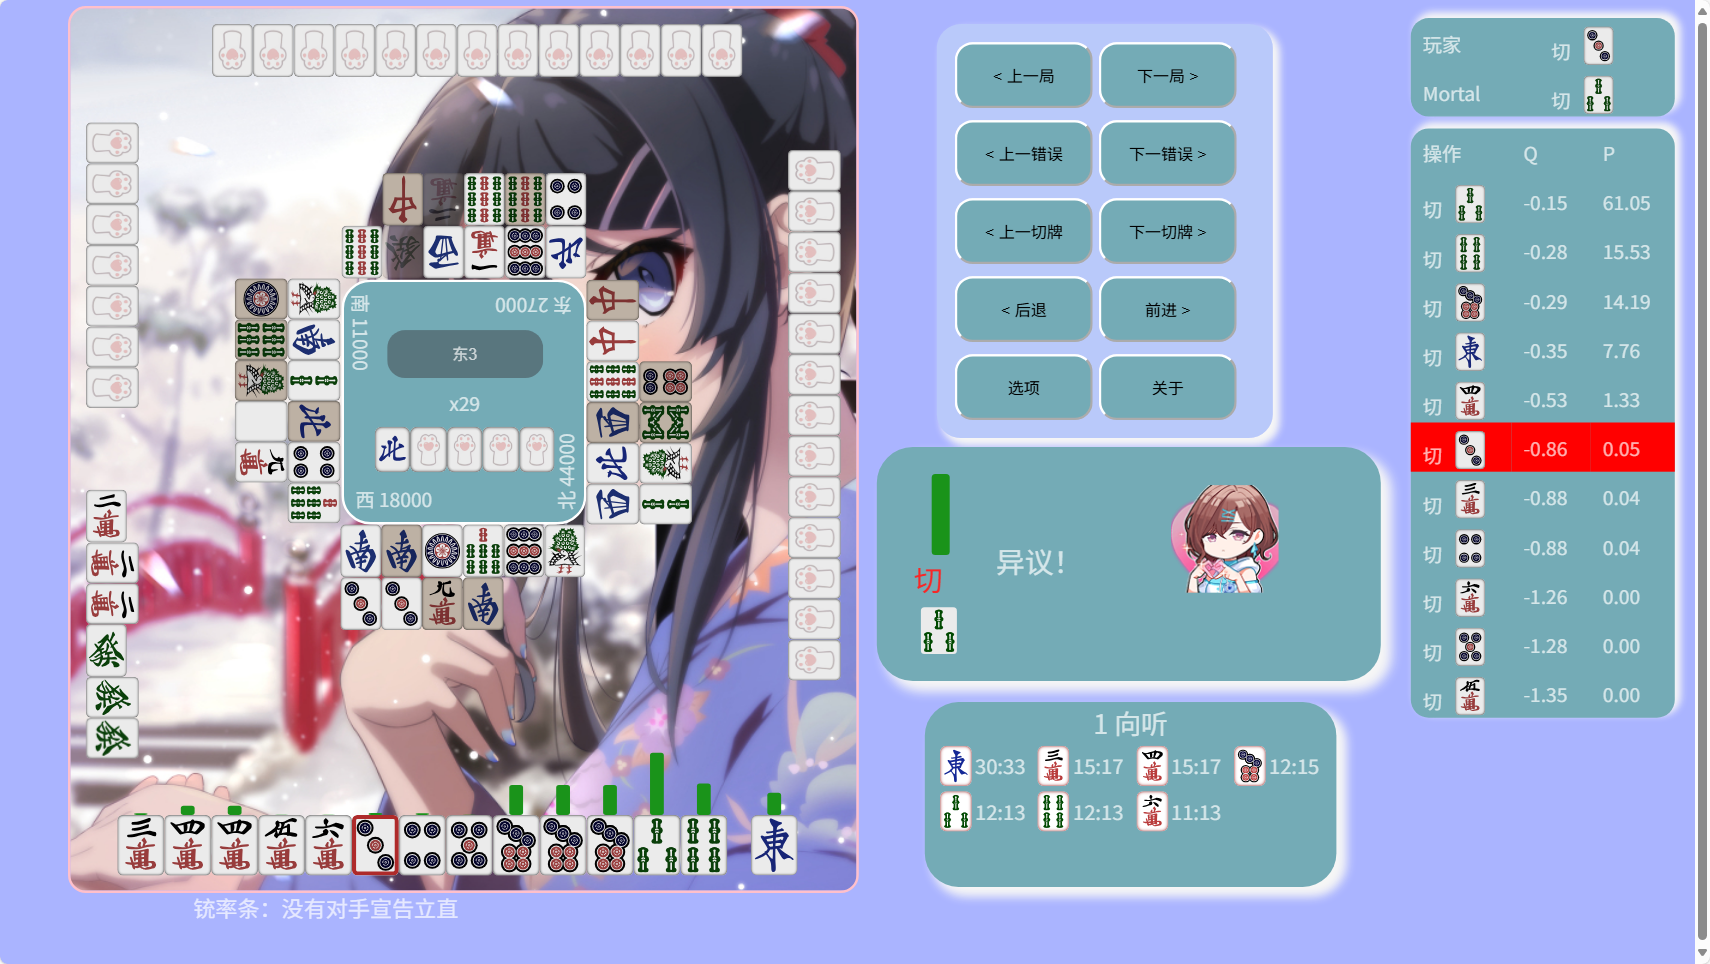 东 27000
南 11000
东3
x29
西 18000
北 44000
铳率条：没有对手宣告立直
< 上一局
下一局 >
< 上一错误
下一错误 >
< 上一切牌
下一切牌 >
< 后退
前进 >
选项
关于
异议！
切
1 向听
30:33
15:17
15:17
12:15
12:13
12:13
11:13
玩家 切
Mortal 切
操作 Q P
切 -0.15 61.05
切 -0.28 15.53
切 -0.29 14.19
切 -0.35 7.76
切 -0.53 1.33
切 -0.86 0.05
切 -0.88 0.04
切 -0.88 0.04
切 -1.26 0.00
切 -1.28 0.00
切 -1.35 0.00